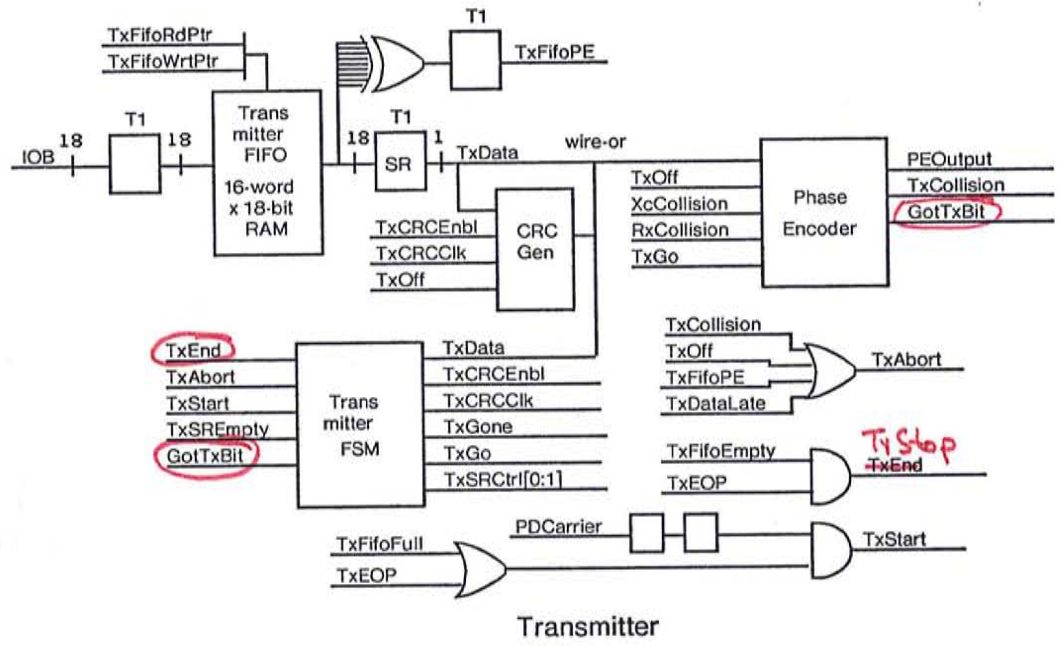 T1
TxFifoRdPtr
TxFifoWrtPtr
TxFifoPE
Trans
mitter
FIFO
16-word
x 18-bit
RAM
T1
T1
IOB
18
18
18
SR
1
TxData
wire-or
TxOff
XcCollision
RxCollision
TxGo
Phase
Encoder
PEOutput
TxCollision
GotTxBit
TxCRCEnbl
TxCRCClk
TxOff
CRC
Gen
TxEnd
TxAbort
TxStart
TxSREmpty
GotTxBit
Trans
mitter
FSM
TxData
TxCRCEnbl
TxCRCClk
TxGone
TxGo
TxSRCtrl[0:1]
TxCollision
TxOff
TxFifoPE
TxDataLate
TxAbort
TxFifoEmpty
TxEOP
TxStop
TxEnd
PDCarrier
TxFifoFull
TxEOP
TxStart
Transmitter